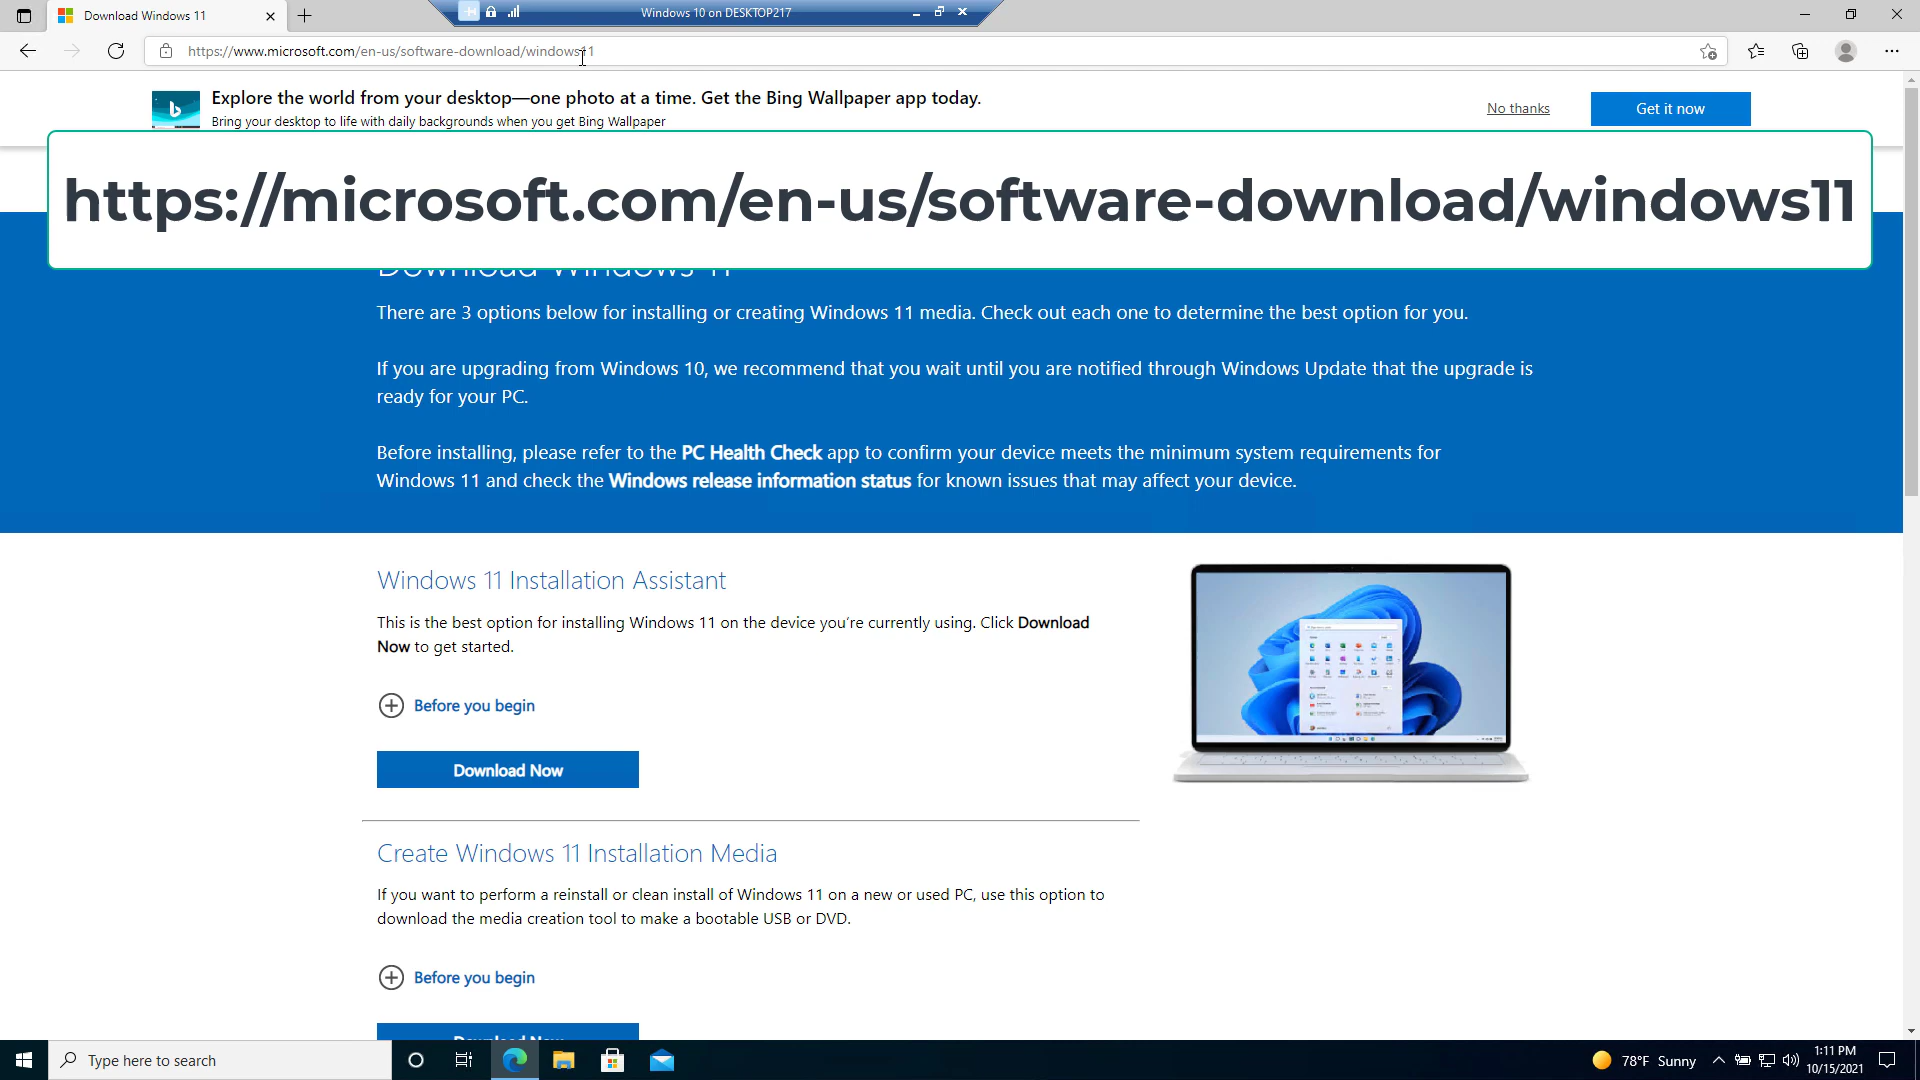 Download Windows 11
Windows 10 on DESKTOP217
https://www.microsoft.com/en-us/software-download/windows11
Explore the world from your desktop—one photo at a time. Get the Bing Wallpaper app today.
Bring your desktop to life with daily backgrounds when you get Bing Wallpaper
No thanks
Get it now
https://microsoft.com/en-us/software-download/windows11
Download Windows 11
There are 3 options below for installing or creating Windows 11 media. Check out each one to determine the best option for you.
If you are upgrading from Windows 10, we recommend that you wait until you are notified through Windows Update that the upgrade is
ready for your PC.
Before installing, please refer to the PC Health Check app to confirm your device meets the minimum system requirements for
Windows 11 and check the Windows release information status for known issues that may affect your device.
Windows 11 Installation Assistant
This is the best option for installing Windows 11 on the device you're currently using. Click Download
Now to get started.
Before you begin
Download Now
Create Windows 11 Installation Media
If you want to perform a reinstall or clean install of Windows 11 on a new or used PC, use this option to
download the media creation tool to make a bootable USB or DVD.
Before you begin
Download Now
Type here to search
78°F Sunny
1:11 PM
10/15/2021